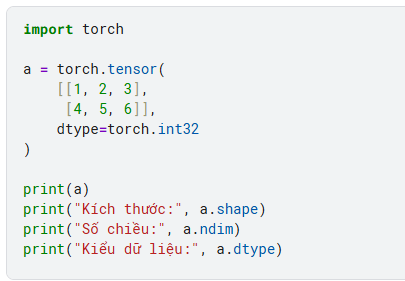 import torch

a = torch.tensor(
    [[1, 2, 3],
     [4, 5, 6]],
    dtype=torch.int32
)

print(a)
print("Kích thước:", a.shape)
print("Số chiều:", a.ndim)
print("Kiểu dữ liệu:", a.dtype)